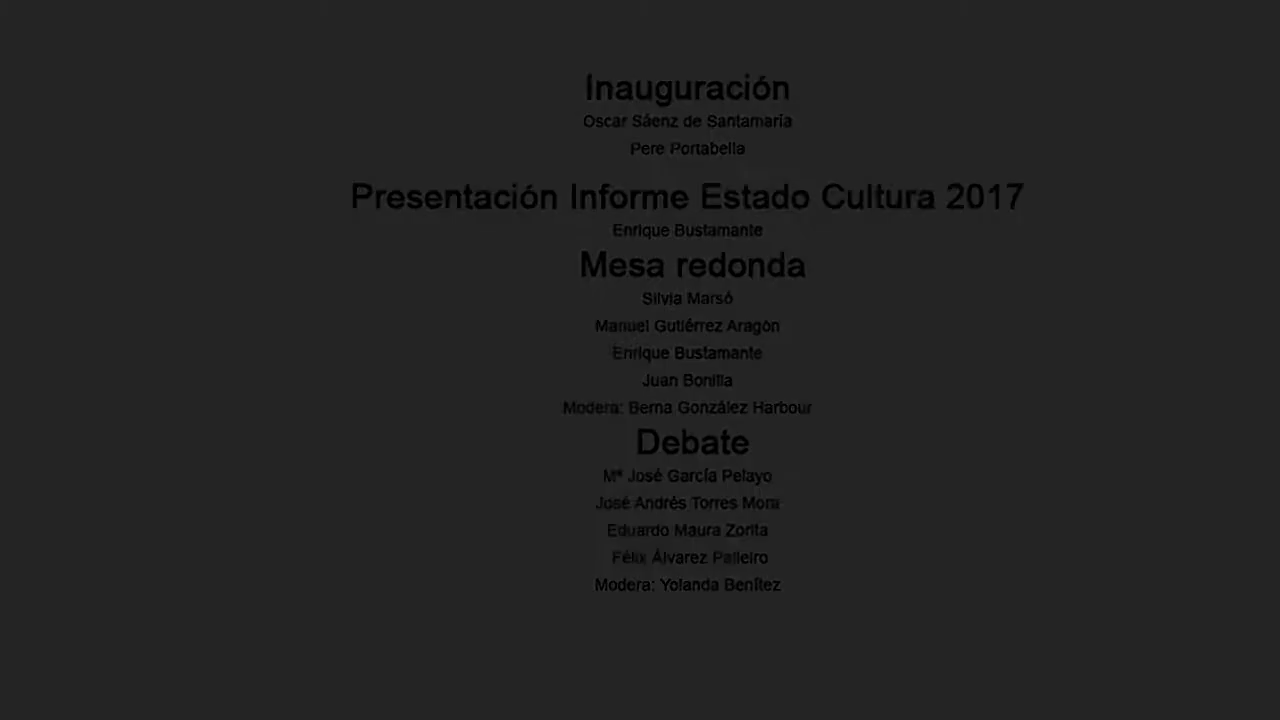 Inauguración
Oscar Sáenz de Santamaría
Pere Portabella
Presentación Informe Estado Cultura 2017
Enrique Bustamante
Mesa redonda
Silvia Marsó
Manuel Gutiérrez Aragón
Enrique Bustamante
Juan Bonilla
Modera: Berna González Harbour
Debate
Mª José García Pelayo
José Andrés Torres Mora
Eduardo Maura Zorita
Félix Álvarez Palleiro
Modera: Yolanda Benítez